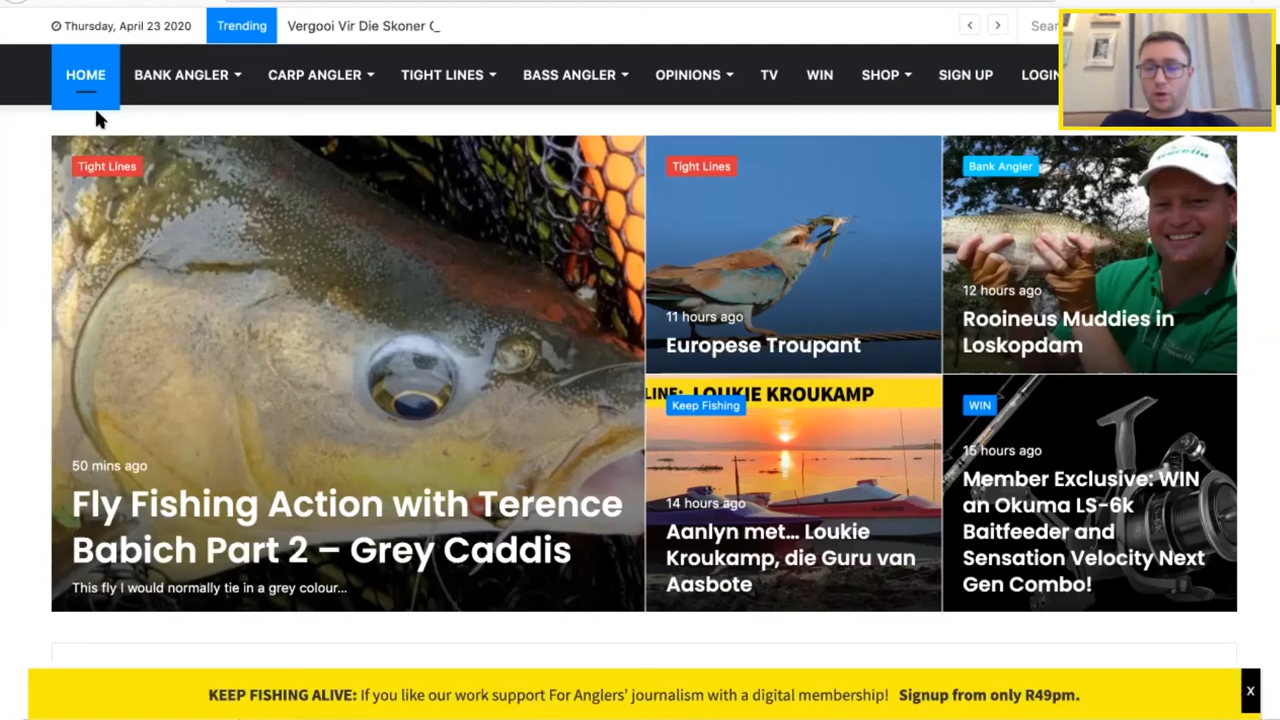 Thursday, April 23 2020
Trending
Vergooi Vir Die Skoner
HOME
BANK ANGLER
CARP ANGLER
TIGHT LINES
BASS ANGLER
OPINIONS
TV
WIN
SHOP
SIGN UP
LOGIN
Tight Lines
50 mins ago
Fly Fishing Action with Terence
Babich Part 2 – Grey Caddis
This fly I would normally tie in a grey colour...
Tight Lines
11 hours ago
Europese Troupant
Bank Angler
12 hours ago
Rooineus Muddies in
Loskopdam
LOUKIE KROUKAMP
Keep Fishing
14 hours ago
Aanlyn met... Loukie
Kroukamp, die Guru van
Aasbote
WIN
15 hours ago
Member Exclusive: WIN
an Okuma LS-6k
Baitfeeder and
Sensation Velocity Next
Gen Combo!
KEEP FISHING ALIVE: If you like our work support For Anglers' journalism with a digital membership! Signup from only R49pm.
X